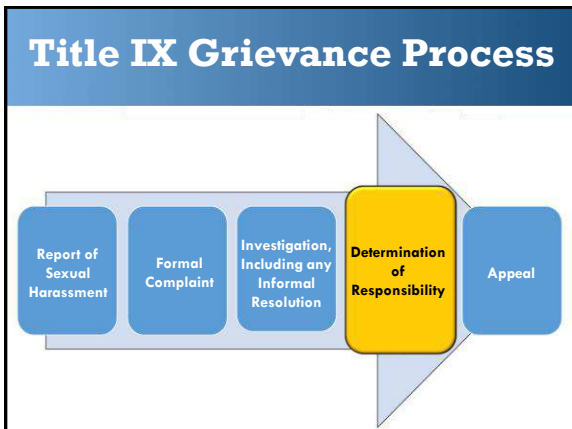 Title IX Grievance Process
Report of
Sexual
Harassment
Formal
Complaint
Investigation,
Including any
Informal
Resolution
Determination
of
Responsibility
Appeal